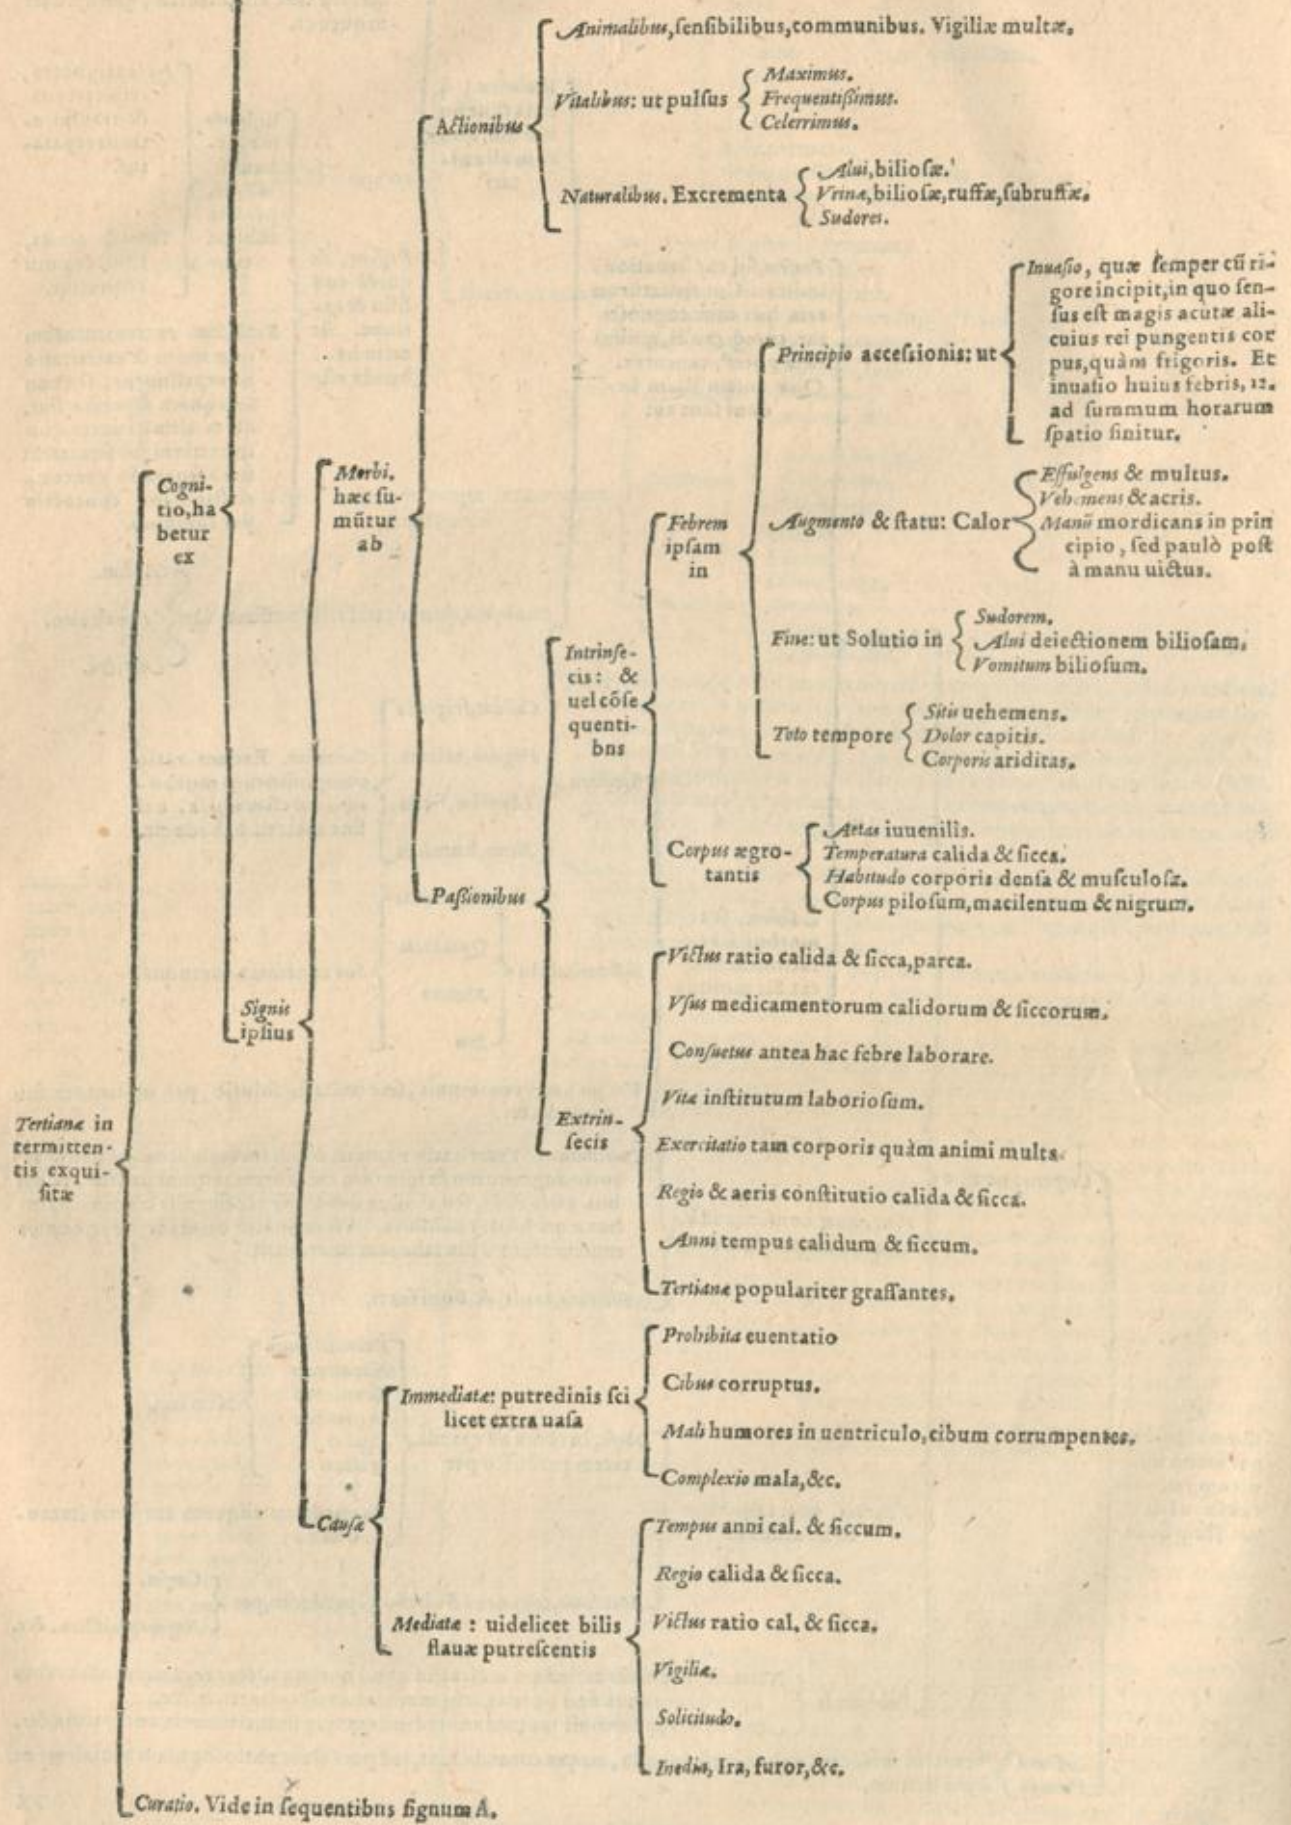 Animalibus, ſenſibilibus, communibus. Vigiliæ multæ.
Vitalibus: ut pulſus
Maximus.
Frequentiſsimus.
Celerrimus.
Actionibus
Naturalibus. Excrementa
Alui, bilioſæ.
Vrinæ, bilioſæ, ruffæ, ſubruffæ.
Sudores.
Inuaſio, quæ ſemper cū ri-
gore incipit, in quo ſen-
ſus eſt magis acutæ ali-
cuius rei pungentis cor
pus, quàm frigoris. Et
inuaſio huius febris, 12.
ad ſummum horarum
ſpatio finitur.
Principio acceſsionis: ut
Cogni-
tio, ha
betur
ex
Morbi.
hæc ſu-
mūtur
ab
Febrem
ipſam
in
Augmento & ſtatu: Calor
Effulgens & multus.
Vehemens & acris.
Manū mordicans in prin
cipio, ſed paulò poſt
à manu uictus.
Fine: ut Solutio in
Sudorem.
Alui deiectionem bilioſam.
Vomitum bilioſum.
Intrinſe-
cis: &
uel cōſe
quenti-
bns
Toto tempore
Sitis uehemens.
Dolor capitis.
Corporis ariditas.
Corpus ægro-
tantis
Aetas iuuenilis.
Temperatura calida & ſicca.
Habitudo corporis denſa & muſculoſa.
Corpus piloſum, macilentum & nigrum.
Paſsionibus
Signis
ipſius
Extrin-
ſecis
Victus ratio calida & ſicca, parca.
Vſus medicamentorum calidorum & ſiccorum.
Conſuetus antea hac febre laborare.
Vitæ inſtitutum laborioſum.
Exercitatio tam corporis quàm animi multa.
Regio & aeris conſtitutio calida & ſicca.
Anni tempus calidum & ſiccum.
Tertianæ populariter graſſantes.
Tertianæ in
termitten-
tis exqui-
ſitæ
Immediatæ: putredinis ſci
licet extra uaſa
Prohibita euentatio
Cibus corruptus.
Mali humores in uentriculo, cibum corrumpentes.
Complexio mala, &c.
Cauſæ
Mediatæ: uidelicet bilis
flauæ putreſcentis
Tempus anni cal. & ſiccum.
Regio calida & ſicca.
Victus ratio cal. & ſicca.
Vigiliæ.
Solicitudo.
Inedia, Ira, furor, &c.
Curatio. Vide in ſequentibus ſignum A.